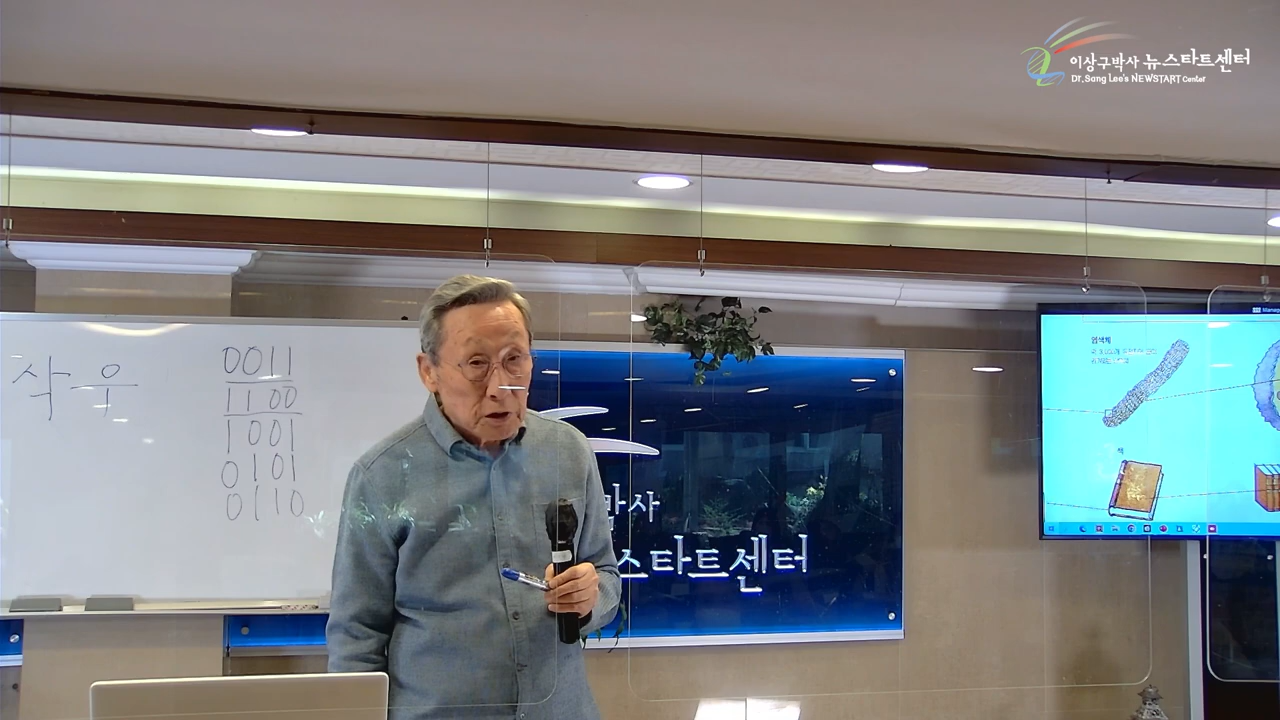 이상구박사 뉴스타트센터
Dr. Sang Lee's NEWSTART Center
삭 우
0011
1100
1001
0101
0110
박사
스타트센터
염색체
책